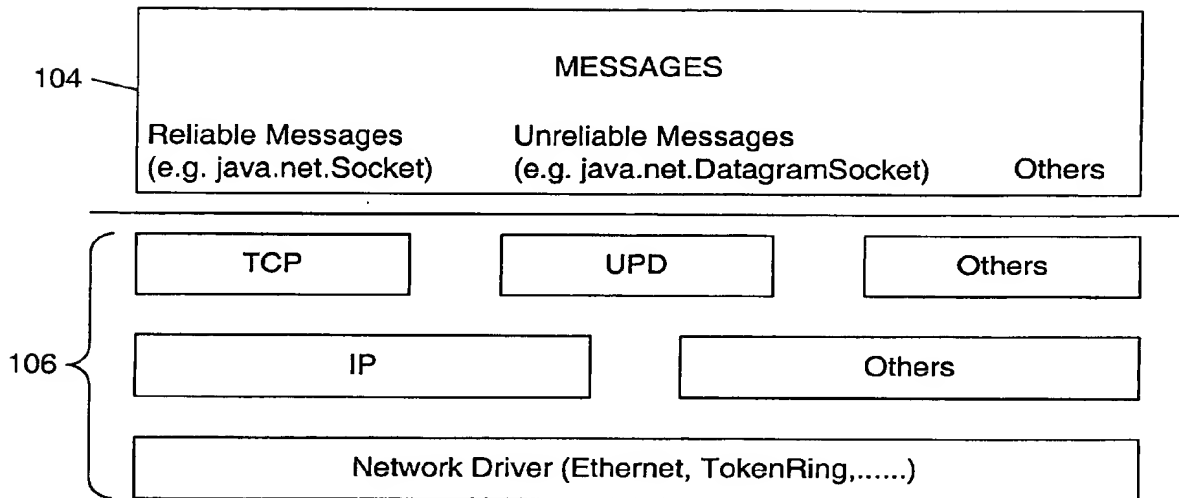 MESSAGES
104
Reliable Messages
(e.g. java.net.Socket)
Unreliable Messages
(e.g. java.net.DatagramSocket)
Others
TCP
UPD
Others
106
IP
Others
Network Driver (Ethernet, TokenRing,......)